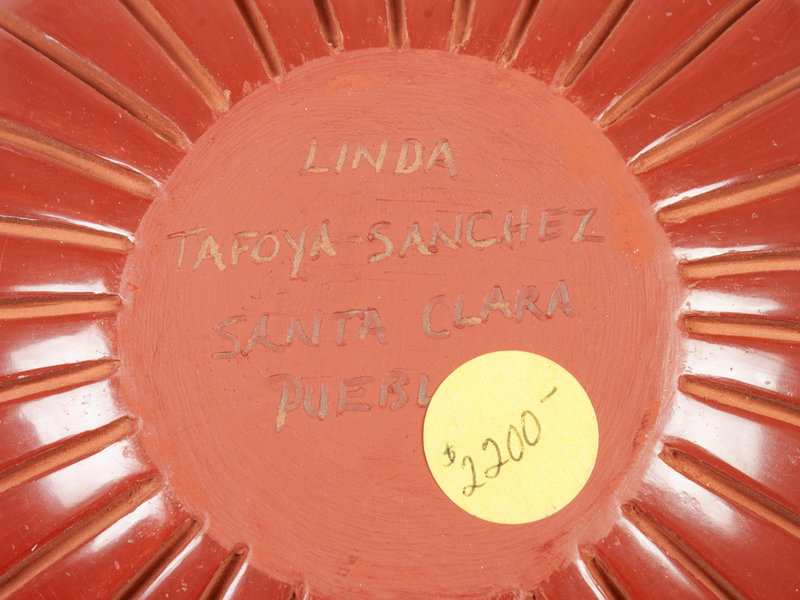 LINDA
TAFOYA-SANCHEZ
SANTA CLARA
PUEBL
$2200-